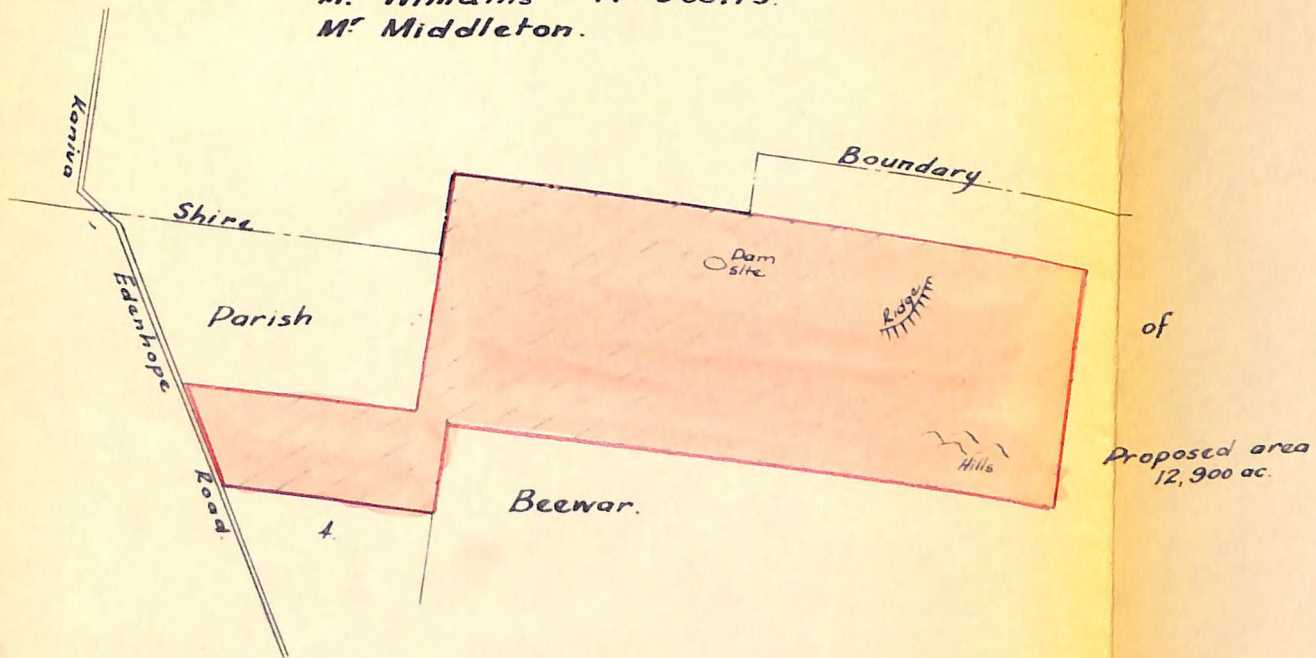 Mr Middleton.
Kaniva
Boundary.
Shire
Dam
site
Edenhope
Ridge
Parish
of
Hills
Proposed area
12,900 ac.
Road.
4.
Beewar.